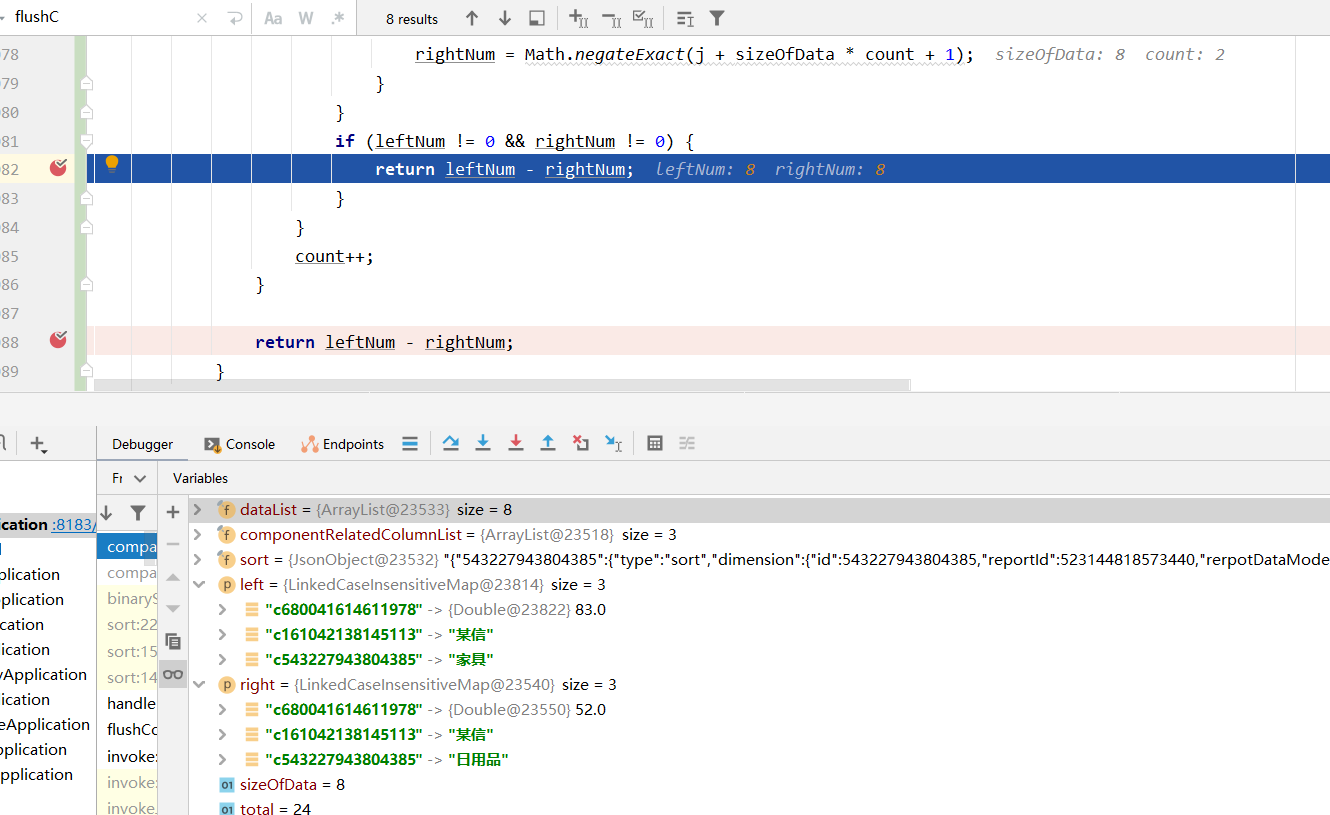 flushC
Aa W .* 8 results
78 rightNum = Math.negateExact(j + sizeOfData * count + 1); sizeOfData: 8 count: 2
79 }
80 }
81 if (leftNum != 0 && rightNum != 0) {
82 return leftNum - rightNum; leftNum: 8 rightNum: 8
83 }
84 }
85 count++;
86 }
87
88 return leftNum - rightNum;
89 }
Debugger Console Endpoints
Fr Variables
dataList = {ArrayList@23533} size = 8
componentRelatedColumnList = {ArrayList@23518} size = 3
sort = {JsonObject@23532} "{"543227943804385":{"type":"sort","dimension":{"id":543227943804385,"reportId":523144818573440,"rerpotDataMode
left = {LinkedCaseInsensitiveMap@23814} size = 3
"c680041614611978" -> {Double@23822} 83.0
"c161042138145113" -> "某信"
"c543227943804385" -> "家具"
right = {LinkedCaseInsensitiveMap@23540} size = 3
"c680041614611978" -> {Double@23550} 52.0
"c161042138145113" -> "某信"
"c543227943804385" -> "日用品"
01 sizeOfData = 8
01 total = 24
compa
compa
binaryS
sort:22
sort:15
sort:14
handle
flushCo
invoke:
invoke:
invoke
ication :8183/
plication
pplication
ication
lication
yApplication
lication
eApplication
pplication
Application